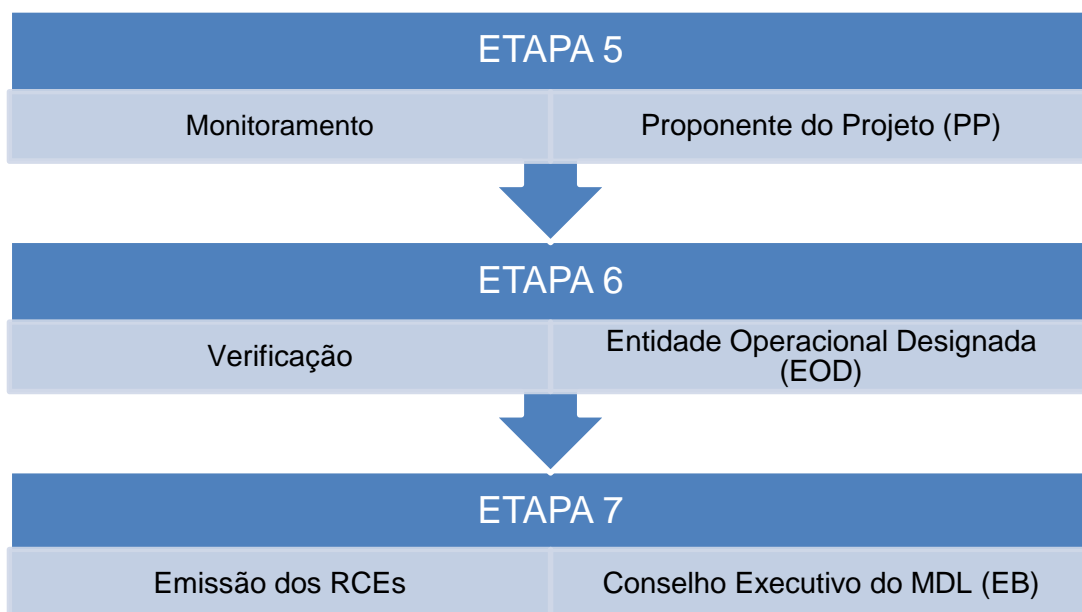 ETAPA 5
Monitoramento
Proponente do Projeto (PP)
ETAPA 6
Verificação
Entidade Operacional Designada
(EOD)
ETAPA 7
Emissão dos RCEs
Conselho Executivo do MDL (EB)